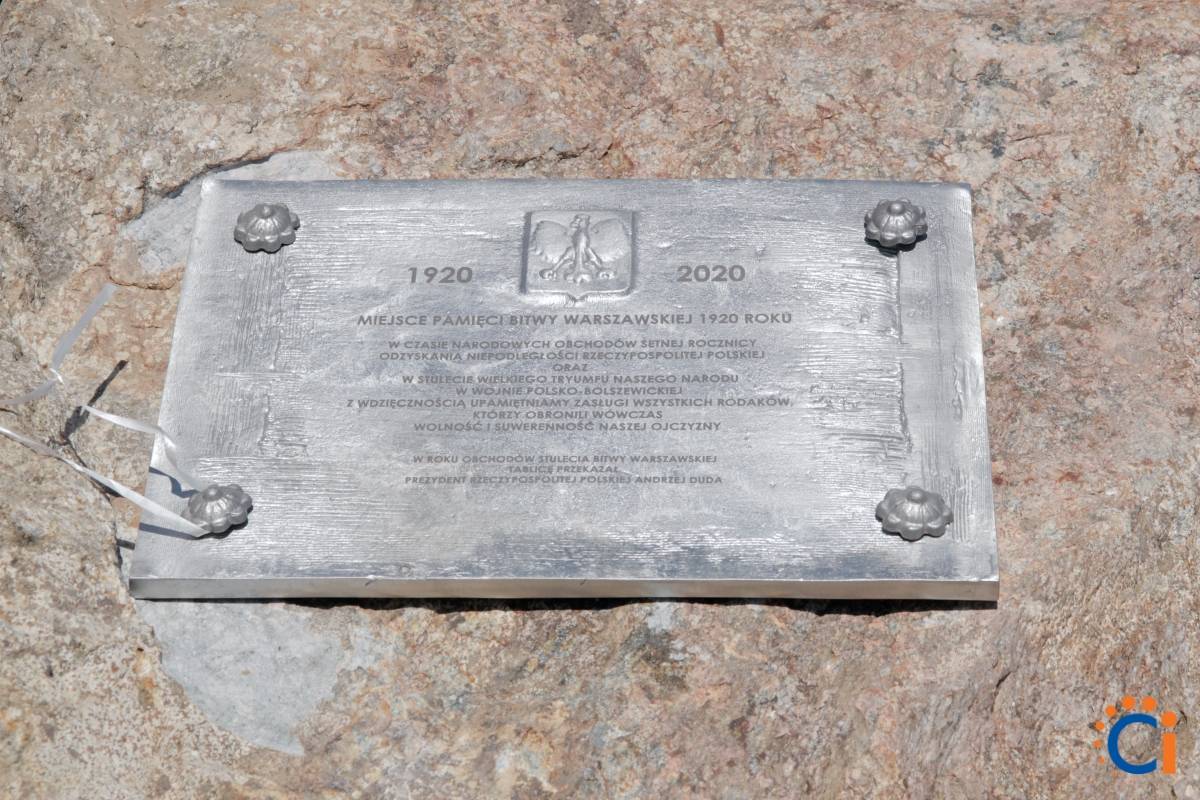 1920 2020
MIEJSCE PAMIĘCI BITWY WARSZAWSKIEJ 1920 ROKU
W CZASIE NARODOWYCH OBCHODÓW SETNEJ ROCZNICY
ODZYSKANIA NIEPODLEGŁOŚCI RZECZYPOSPOLITEJ POLSKIEJ
ORAZ
W STULECIE WIELKIEGO TRYUMFU NASZEGO NARODU
W WOJNIE POLSKO-BOLSZEWICKIEJ
Z WDZIĘCZNOŚCIĄ UPAMIĘTNIAMY ZASŁUGI WSZYSTKICH RODAKÓW,
KTÓRZY OBRONILI WÓWCZAS
WOLNOŚĆ I SUWERENNOŚĆ NASZEJ OJCZYZNY
W ROKU OBCHODÓW STULECIA BITWY WARSZAWSKIEJ
TABLICĘ PRZEKAZAŁ
PREZYDENT RZECZYPOSPOLITEJ POLSKIEJ ANDRZEJ DUDA
Ci